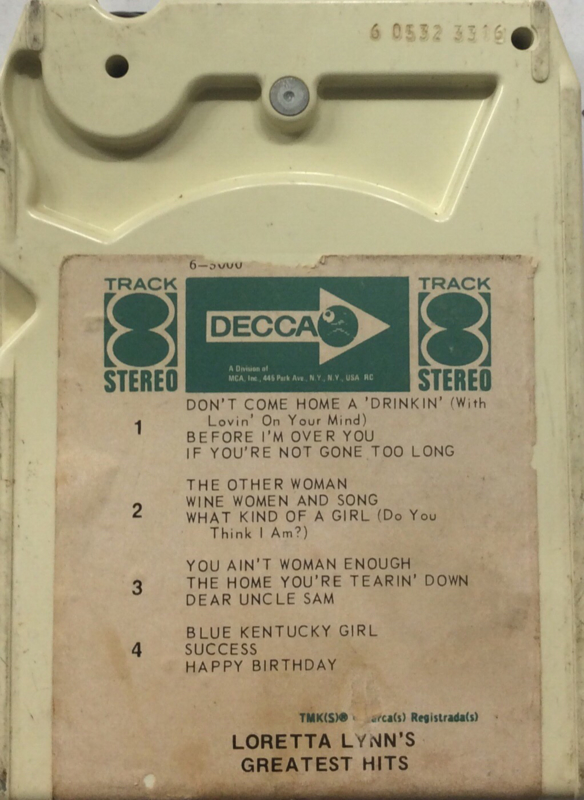 6 0532 3316
TRACK
8
STEREO
DECCA
A Division of
MCA, Inc., 445 Park Ave., N.Y., N.Y., USA RC
TRACK
8
STEREO
1
DON'T COME HOME A 'DRINKIN' (With
Lovin' On Your Mind)
BEFORE I'M OVER YOU
IF YOU'RE NOT GONE TOO LONG
2
THE OTHER WOMAN
WINE WOMEN AND SONG
WHAT KIND OF A GIRL (Do You
Think I Am?)
3
YOU AIN'T WOMAN ENOUGH
THE HOME YOU'RE TEARIN' DOWN
DEAR UNCLE SAM
4
BLUE KENTUCKY GIRL
SUCCESS
HAPPY BIRTHDAY
TMK(S)® arca(s) Registrada(s)
LORETTA LYNN'S
GREATEST HITS